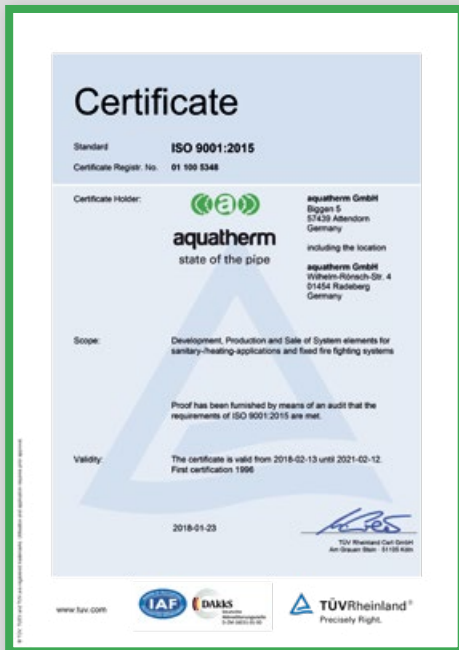 Certificate
Standard ISO 9001:2015
Certificate Registr. No. 01 100 5348
Certificate Holder:
a
aquatherm
state of the pipe
aquatherm GmbH
Biggen 5
57439 Attendorn
Germany
including the location
aquatherm GmbH
Wilhelm-Rönsch-Str. 4
01454 Radeberg
Germany
Scope: Development, Production and Sale of System elements for
sanitary-/heating-applications and fixed fire fighting systems
Proof has been furnished by means of an audit that the
requirements of ISO 9001:2015 are met.
Validity: The certificate is valid from 2018-02-13 until 2021-02-12.
First certification 1996
2018-01-23
TÜV Rheinland Cert GmbH
Am Grauen Stein · 51105 Köln
www.tuv.com
IAF
DAkkS
Deutsche
Akkreditierungsstelle
TÜVRheinland®
Precisely Right.